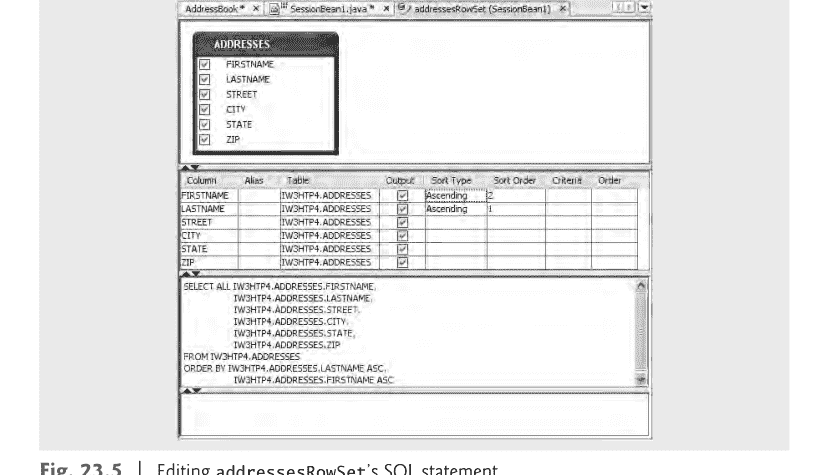 AddressBook * × SessionBean1.java * × addressesRowSet (SessionBean1) ×
ADDRESSES
FIRSTNAME
LASTNAME
STREET
CITY
STATE
ZIP
Column Alias Table Output Sort Type Sort Order Criteria Order
FIRSTNAME IW3HTP4.ADDRESSES Ascending 2
LASTNAME IW3HTP4.ADDRESSES Ascending 1
STREET IW3HTP4.ADDRESSES
CITY IW3HTP4.ADDRESSES
STATE IW3HTP4.ADDRESSES
ZIP IW3HTP4.ADDRESSES
SELECT ALL IW3HTP4.ADDRESSES.FIRSTNAME,
IW3HTP4.ADDRESSES.LASTNAME,
IW3HTP4.ADDRESSES.STREET,
IW3HTP4.ADDRESSES.CITY,
IW3HTP4.ADDRESSES.STATE,
IW3HTP4.ADDRESSES.ZIP
FROM IW3HTP4.ADDRESSES
ORDER BY IW3HTP4.ADDRESSES.LASTNAME ASC,
IW3HTP4.ADDRESSES.FIRSTNAME ASC
Fig. 23.5 | Editing addressesRowSet's SQL statement